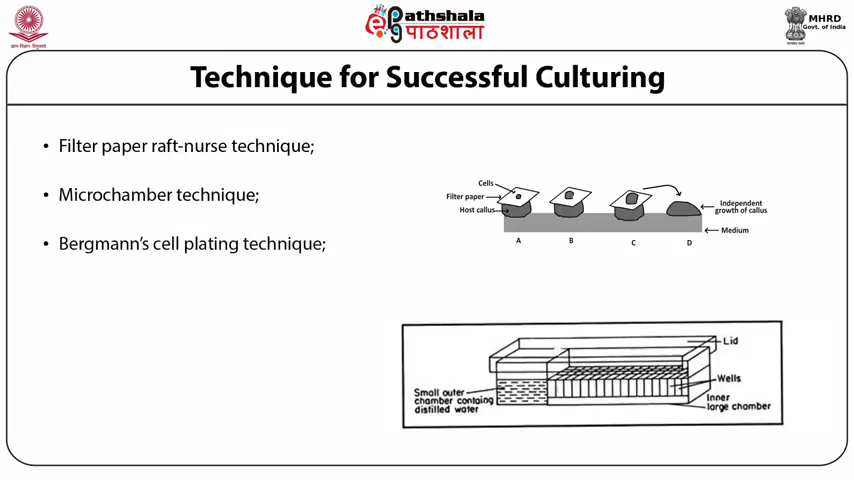 ePathshala
पाठशाला
MHRD
Govt. of India
Technique for Successful Culturing
• Filter paper raft-nurse technique;
• Microchamber technique;
• Bergmann’s cell plating technique;
Cells
Filter paper
Host callus
Independent
growth of callus
Medium
A B C D
Lid
Wells
Small outer
chamber containg
distilled water
Inner
large chamber